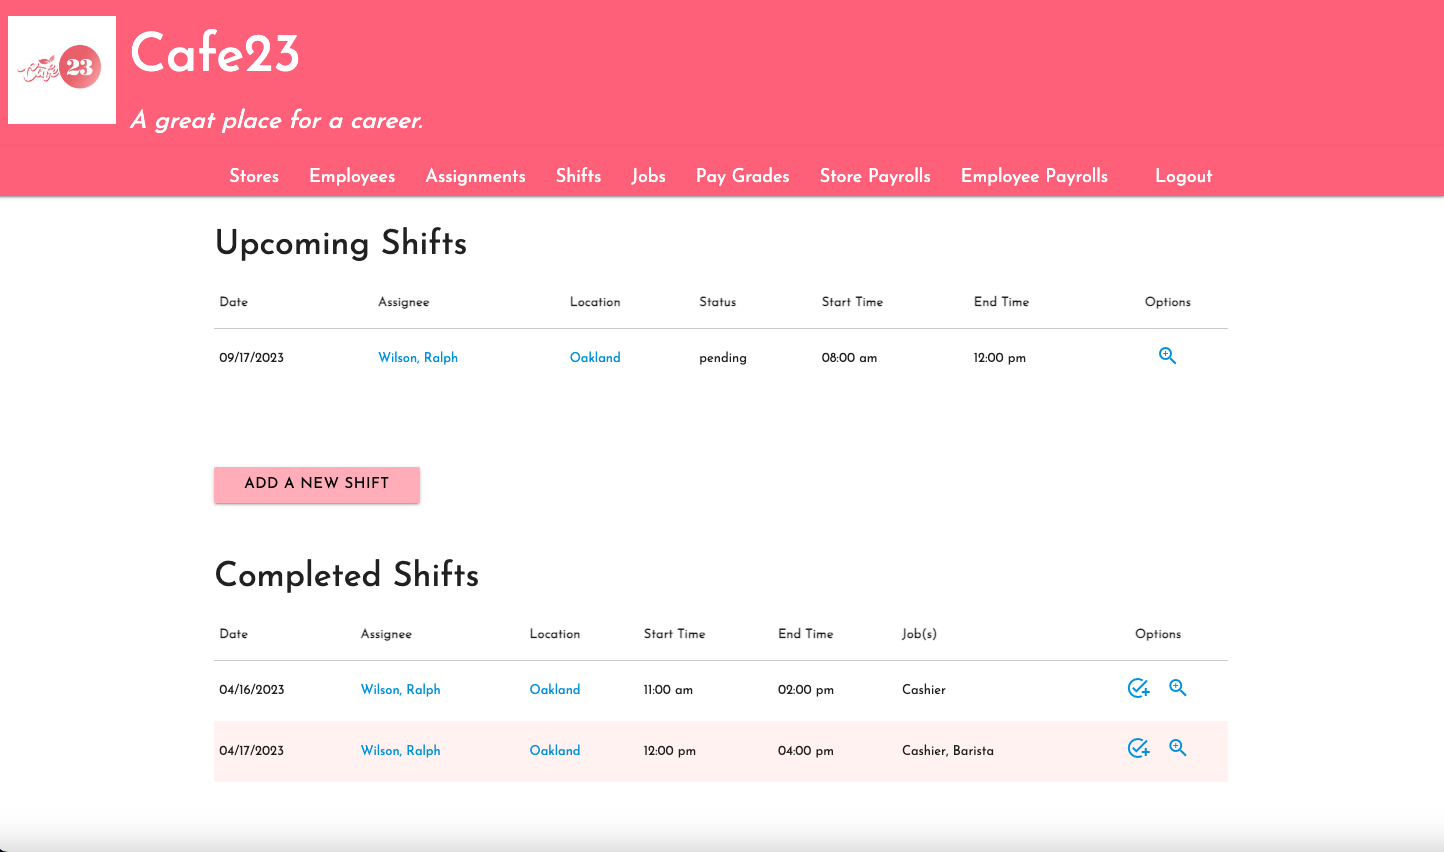 Cafe 23
Cafe23
A great place for a career.
Stores Employees Assignments Shifts Jobs Pay Grades Store Payrolls Employee Payrolls Logout
Upcoming Shifts
Date Assignee Location Status Start Time End Time Options
09/17/2023 Wilson, Ralph Oakland pending 08:00 am 12:00 pm
ADD A NEW SHIFT
Completed Shifts
Date Assignee Location Start Time End Time Job(s) Options
04/16/2023 Wilson, Ralph Oakland 11:00 am 02:00 pm Cashier
04/17/2023 Wilson, Ralph Oakland 12:00 pm 04:00 pm Cashier, Barista